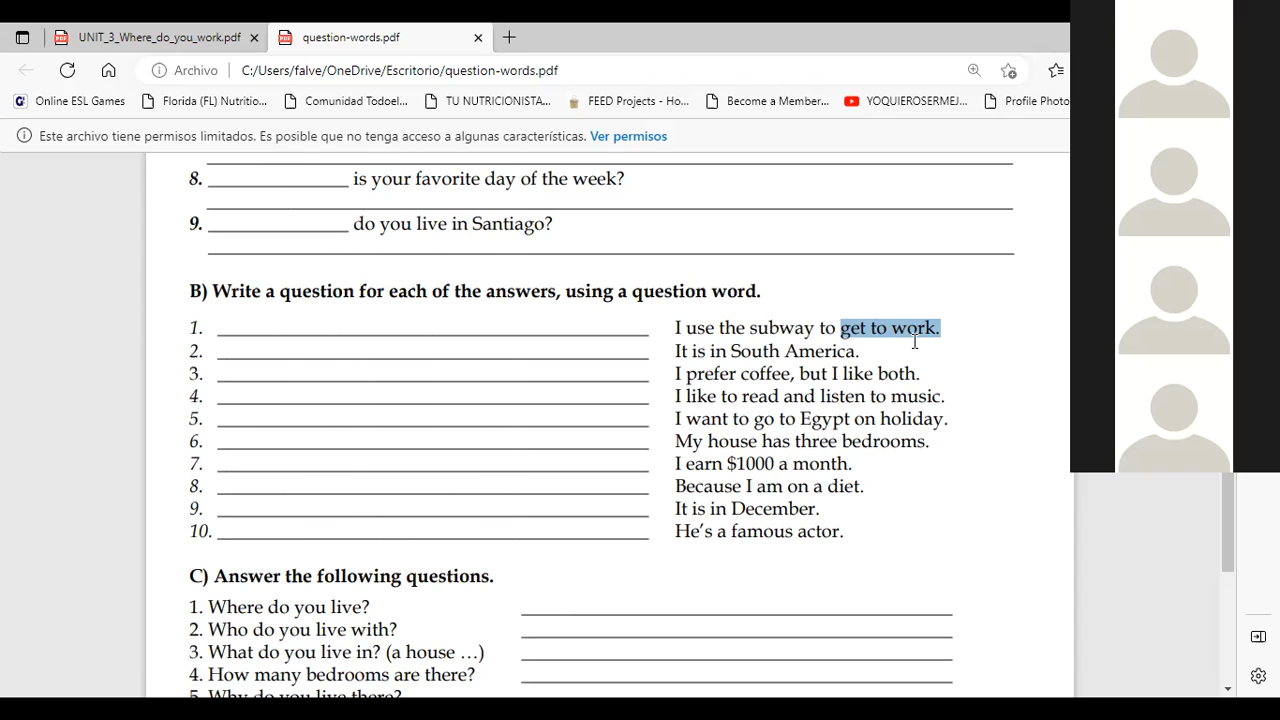 UNIT_3_Where_do_you_work.pdf
question-words.pdf
Archivo C:/Users/falve/OneDrive/Escritorio/question-words.pdf
Online ESL Games Florida (FL) Nutritio... Comunidad Todoel... TU NUTRICIONISTA... FEED Projects - Ho... Become a Member... YOQUIEROSERMEJ... Profile Photo
Este archivo tiene permisos limitados. Es posible que no tenga acceso a algunas características. Ver permisos
8. ______________ is your favorite day of the week?
9. ______________ do you live in Santiago?
B) Write a question for each of the answers, using a question word.
1. ______________ I use the subway to get to work.
2. ______________ It is in South America.
3. ______________ I prefer coffee, but I like both.
4. ______________ I like to read and listen to music.
5. ______________ I want to go to Egypt on holiday.
6. ______________ My house has three bedrooms.
7. ______________ I earn $1000 a month.
8. ______________ Because I am on a diet.
9. ______________ It is in December.
10. ______________ He's a famous actor.
C) Answer the following questions.
1. Where do you live? ______________
2. Who do you live with? ______________
3. What do you live in? (a house ...) ______________
4. How many bedrooms are there? ______________
5. Why do you live there?